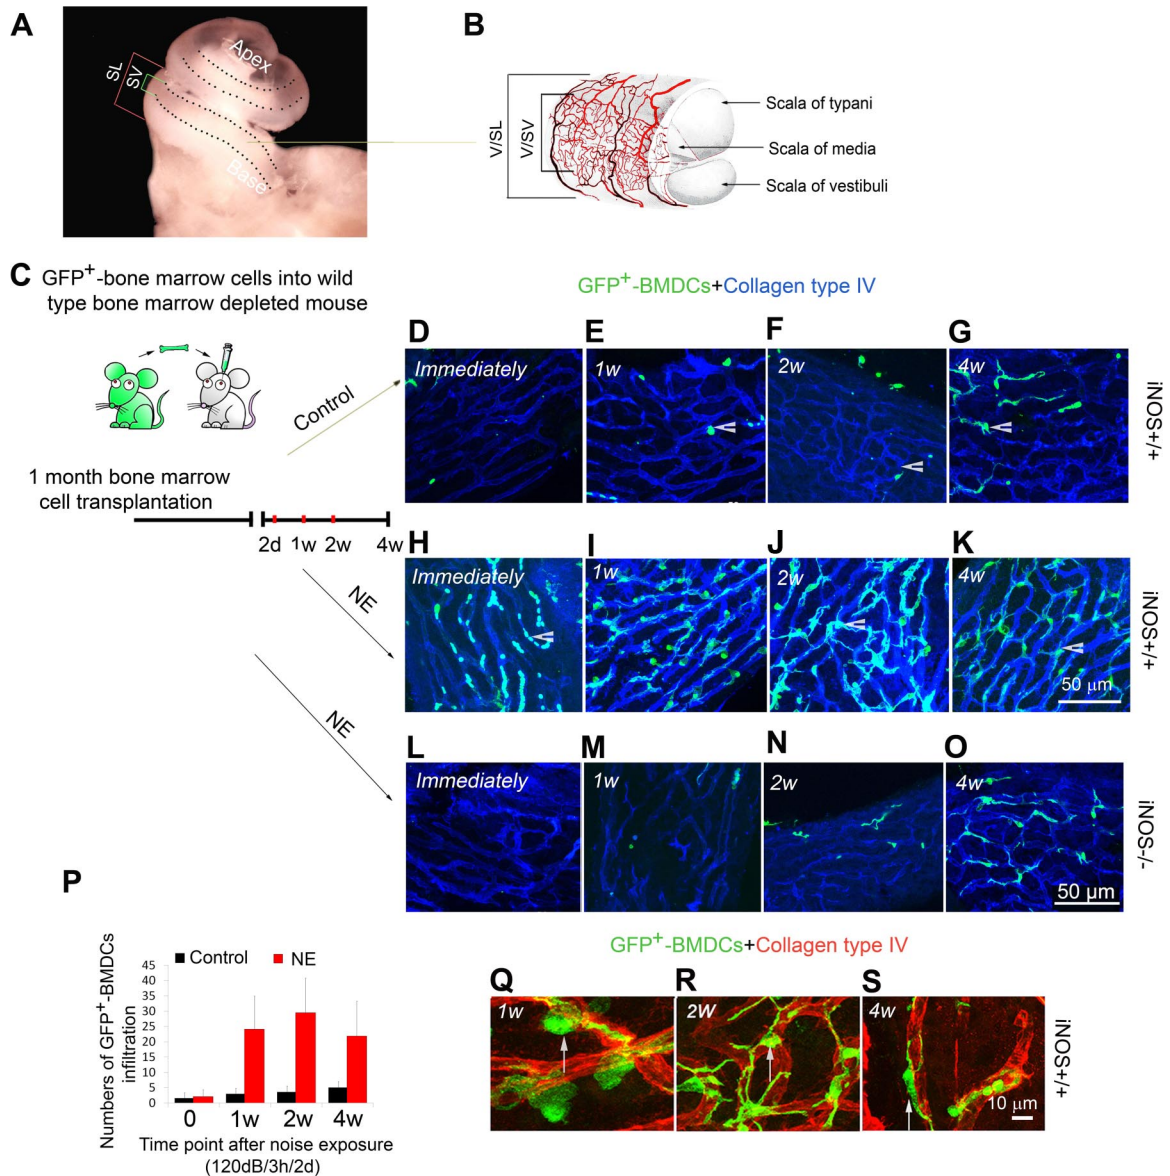 A
SL
SV
Apex
Base
B
V/SL
V/SV
Scala of typani
Scala of media
Scala of vestibuli
C
GFP+-bone marrow cells into wild
type bone marrow depleted mouse
1 month bone marrow
cell transplantation
2d 1w 2w 4w
Control
NE
NE
GFP+-BMDCs+Collagen type IV
D
Immediately
E
1w
F
2w
G
4w
iNOS+/+
H
Immediately
I
1w
J
2w
K
4w
50 µm
iNOS+/+
L
Immediately
M
1w
N
2w
O
4w
50 µm
iNOS-/-
P
Numbers of GFP+-BMDCs
infiltration
Control NE
45
40
35
30
25
20
15
10
5
0
0 1w 2w 4w
Time point after noise exposure
(120dB/3h/2d)
GFP+-BMDCs+Collagen type IV
Q
1w
R
2W
S
4w
10 µm
iNOS+/+